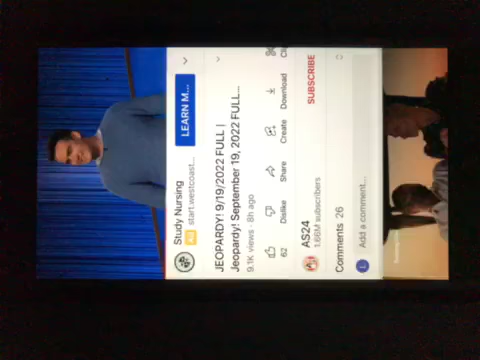 Study Nursing
Ad start.westcoast...
LEARN M...
JEOPARDY! 9/19/2022 FULL |
Jeopardy! September 19, 2022 FULL...
9.1K views · 8h ago
62
Dislike
Share
Create
Download
Cli
AS24
1.66M subscribers
SUBSCRIBE
Comments 26
L
Add a comment...